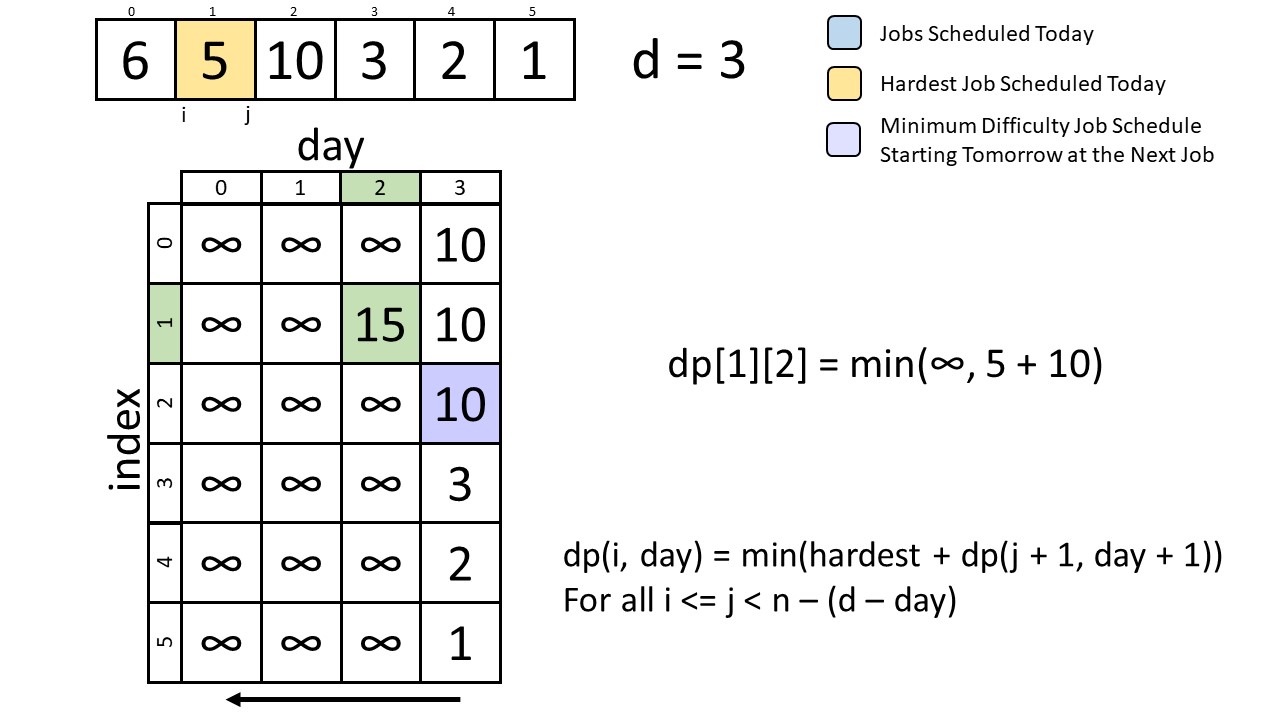 0 1 2 3 4 5
6 5 10 3 2 1
i j
d = 3
Jobs Scheduled Today
Hardest Job Scheduled Today
Minimum Difficulty Job Schedule
Starting Tomorrow at the Next Job
day
0 1 2 3
index
0 ∞ ∞ ∞ 10
1 ∞ ∞ 15 10
2 ∞ ∞ ∞ 10
3 ∞ ∞ ∞ 3
4 ∞ ∞ ∞ 2
5 ∞ ∞ ∞ 1
dp[1][2] = min(∞, 5 + 10)
dp(i, day) = min(hardest + dp(j + 1, day + 1))
For all i <= j < n – (d – day)